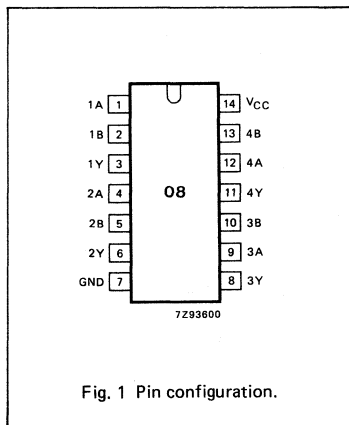 1A 1 14 VCC
1B 2 13 4B
1Y 3 12 4A
2A 4 08 11 4Y
2B 5 10 3B
2Y 6 9 3A
GND 7 8 3Y
7Z93600
Fig. 1 Pin configuration.